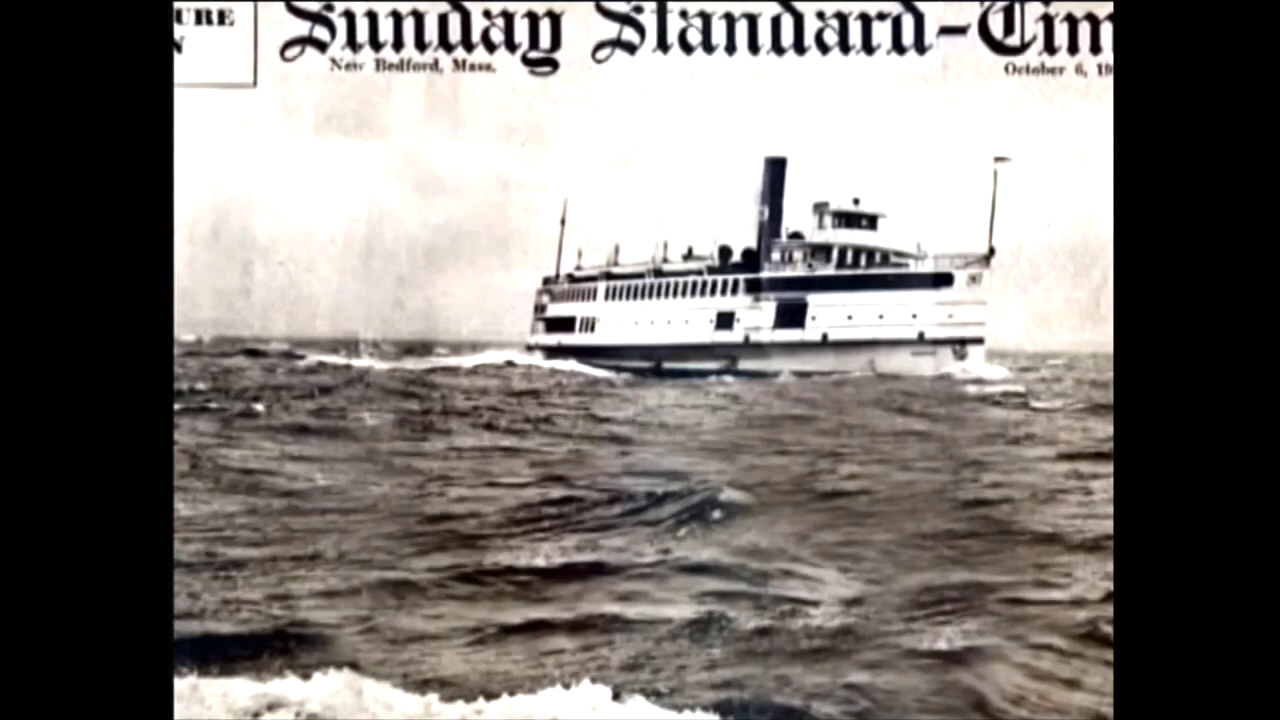 URE
N
Sunday Standard-Tim
New Bedford, Mass.
October 6, 19